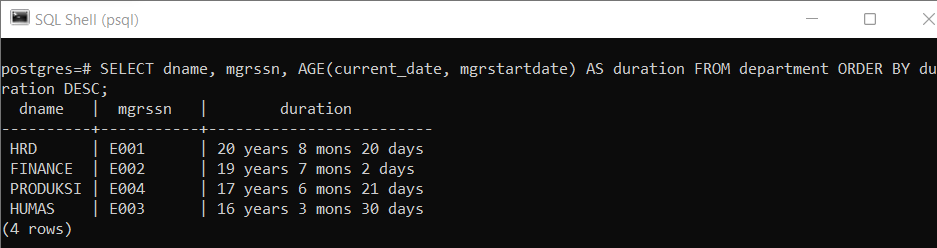 SQL Shell (psql)
postgres=# SELECT dname, mgrssn, AGE(current_date, mgrstartdate) AS duration FROM department ORDER BY du
ration DESC;
  dname   |  mgrssn   |        duration
----------+-----------+-------------------------
 HRD      | E001      | 20 years 8 mons 20 days
 FINANCE  | E002      | 19 years 7 mons 2 days
 PRODUKSI | E004      | 17 years 6 mons 21 days
 HUMAS    | E003      | 16 years 3 mons 30 days
(4 rows)